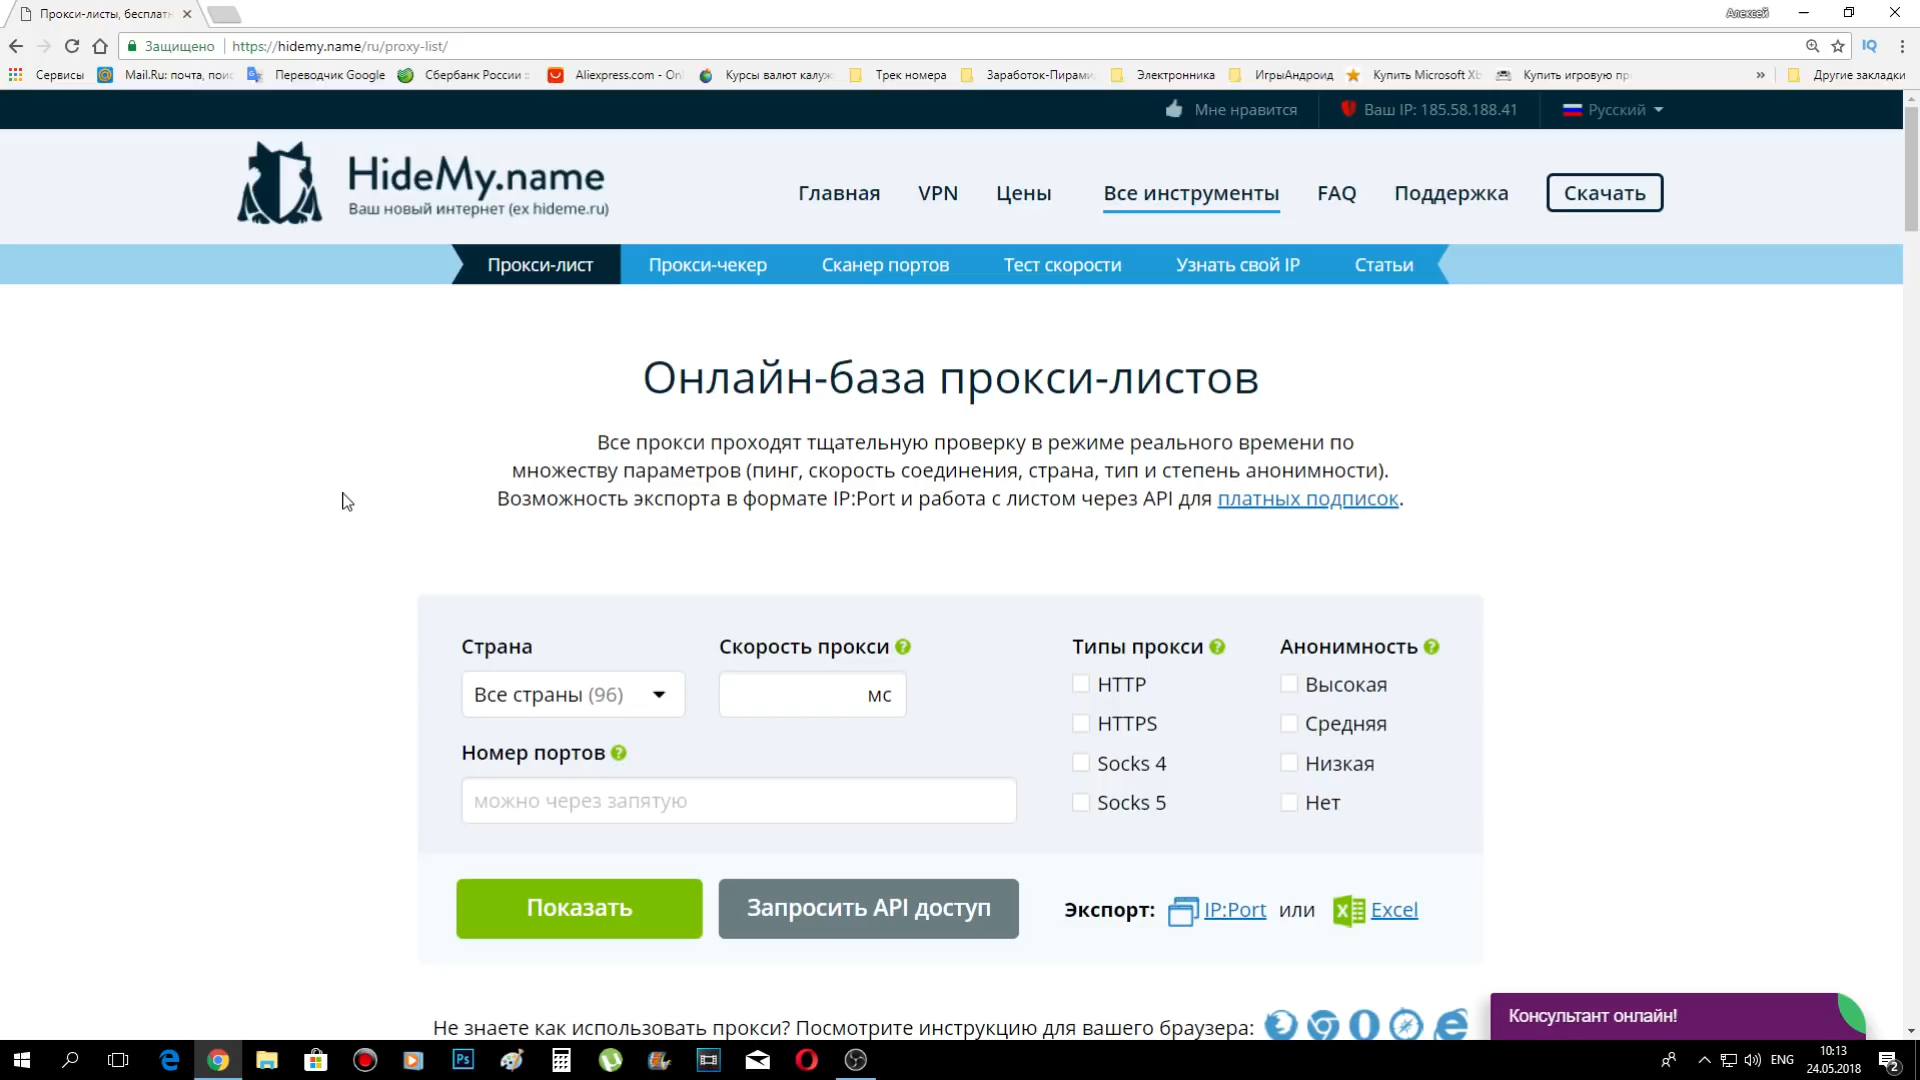 Прокси-листы, бесплатн
Алексей
Защищено
https://hidemy.name/ru/proxy-list/
IQ
Сервисы
Mail.Ru: почта, пои
Переводчик Google
Сбербанк России
Aliexpress.com - On
Курсы валют калуж
Трек номера
Заработок-Пирами
Электроника
ИгрыАндроид
Купить Microsoft Xb
Купить игровую пр
»
Другие закладки
Мне нравится
Ваш IP: 185.58.188.41
Русский
HideMy.name
Ваш новый интернет (ex hideme.ru)
Главная
VPN
Цены
Все инструменты
FAQ
Поддержка
Скачать
Прокси-лист
Прокси-чекер
Сканер портов
Тест скорости
Узнать свой IP
Статьи
Онлайн-база прокси-листов
Все прокси проходят тщательную проверку в режиме реального времени по
множеству параметров (пинг, скорость соединения, страна, тип и степень анонимности).
Возможность экспорта в формате IP:Port и работа с листом через API для платных подписок.
Страна
Скорость прокси ?
Типы прокси ?
Анонимность ?
Все страны (96)
мс
HTTP
Высокая
HTTPS
Средняя
Номер портов ?
Socks 4
Низкая
можно через запятую
Socks 5
Нет
Показать
Запросить API доступ
Экспорт: IP:Port или Excel
Не знаете как использовать прокси? Посмотрите инструкцию для вашего браузера:
Консультант онлайн!
Ps
ENG
10:13
24.05.2018
2